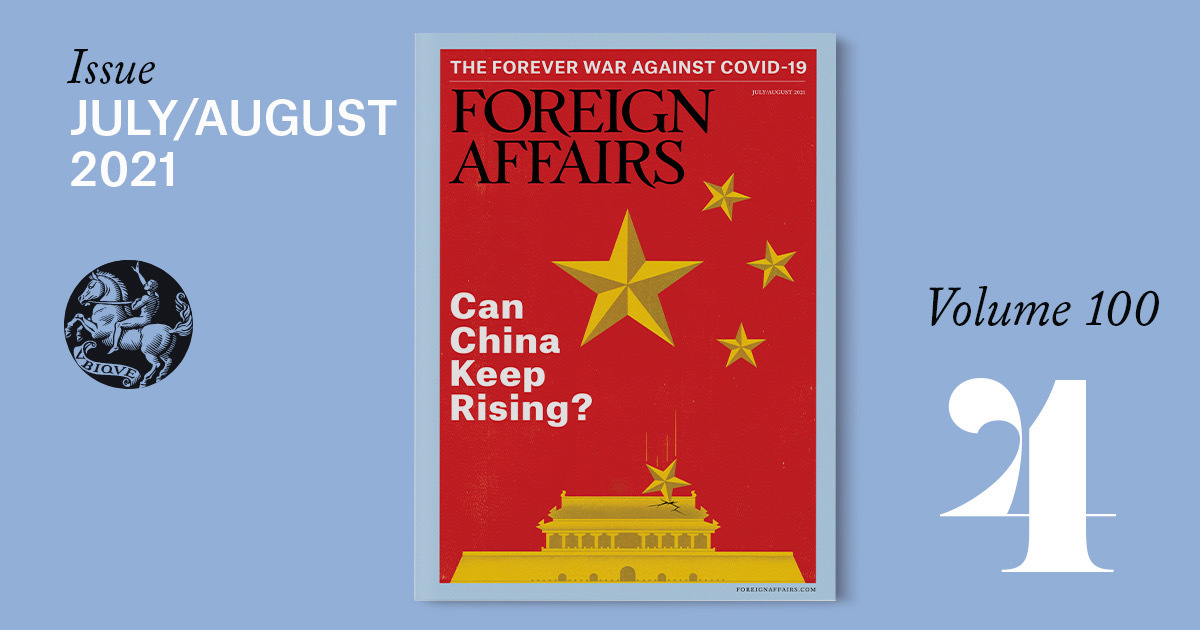 Issue
JULY/AUGUST
2021
VBIQVE
THE FOREVER WAR AGAINST COVID-19
JULY/AUGUST 2021
FOREIGN
AFFAIRS
Can
China
Keep
Rising?
FOREIGNAFFAIRS.COM
Volume 100
4